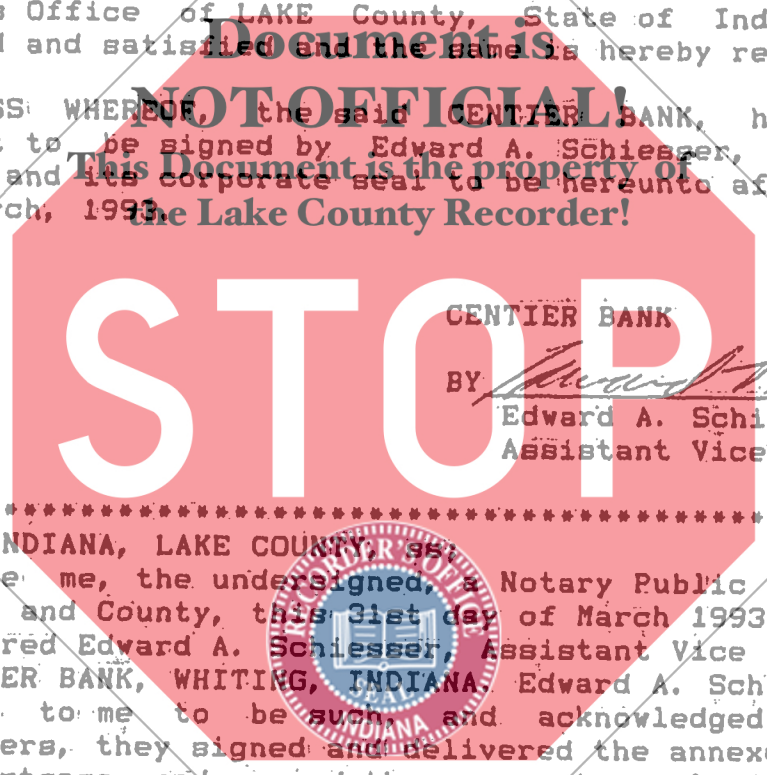 Office of LAKE County, State of Ind
Document is
and satisfied and the same is hereby re
NOT OFFICIAL!
SS WHEREOF, the said CENTIER BANK, h
to be signed by Edward A. Schiesser,
This Document is the property of
and its corporate seal to be hereunto af
rch, 1993.
the Lake County Recorder!
STOP
CENTIER BANK
BY
Edward A. Schi
Assistant Vice
****************************************
NDIANA, LAKE COUNTY, SS:
e me, the undersigned, a Notary Public
and County, this 31st day of March 1993
red Edward A. Schiesser, Assistant Vice
ER BANK, WHITING, INDIANA. Edward A. Sch
to me to be such, and acknowledged
ers, they signed and delivered the annex
RECORDER'S OFFICE
INDIANA